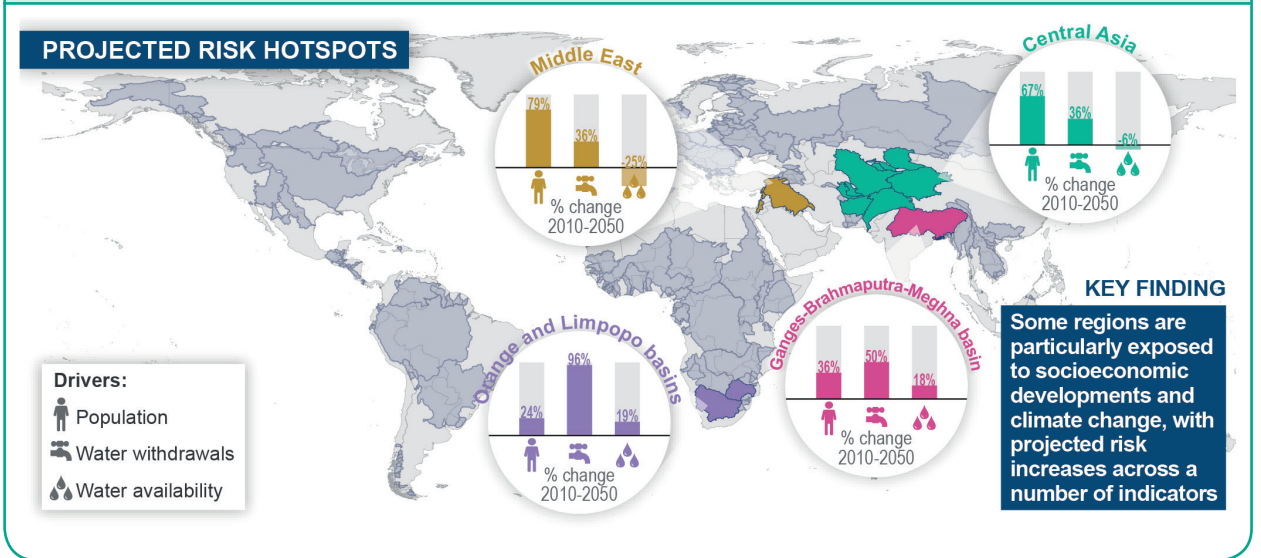 PROJECTED RISK HOTSPOTS
Middle East
79%
36%
-25%
% change
2010-2050
Central Asia
67%
36%
-6%
% change
2010-2050
Orange and Limpopo basins
24%
96%
19%
% change
2010-2050
Ganges-Brahmaputra-Meghna basin
36%
50%
18%
% change
2010-2050
Drivers:
Population
Water withdrawals
Water availability
KEY FINDING
Some regions are
particularly exposed
to socioeconomic
developments and
climate change, with
projected risk
increases across a
number of indicators